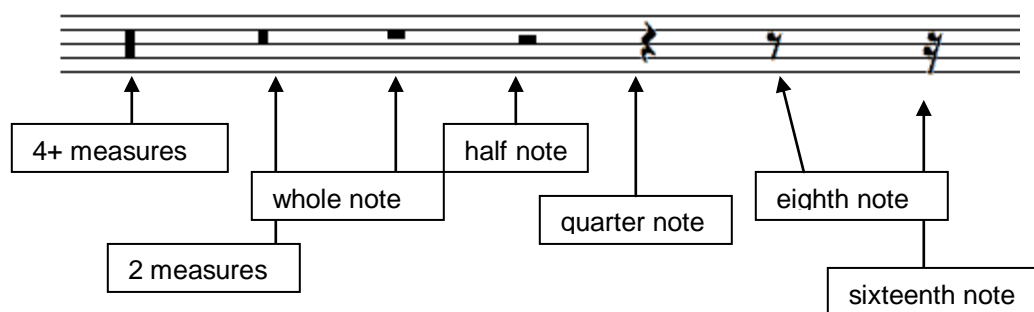 4+ measures
half note
whole note
eighth note
quarter note
2 measures
sixteenth note